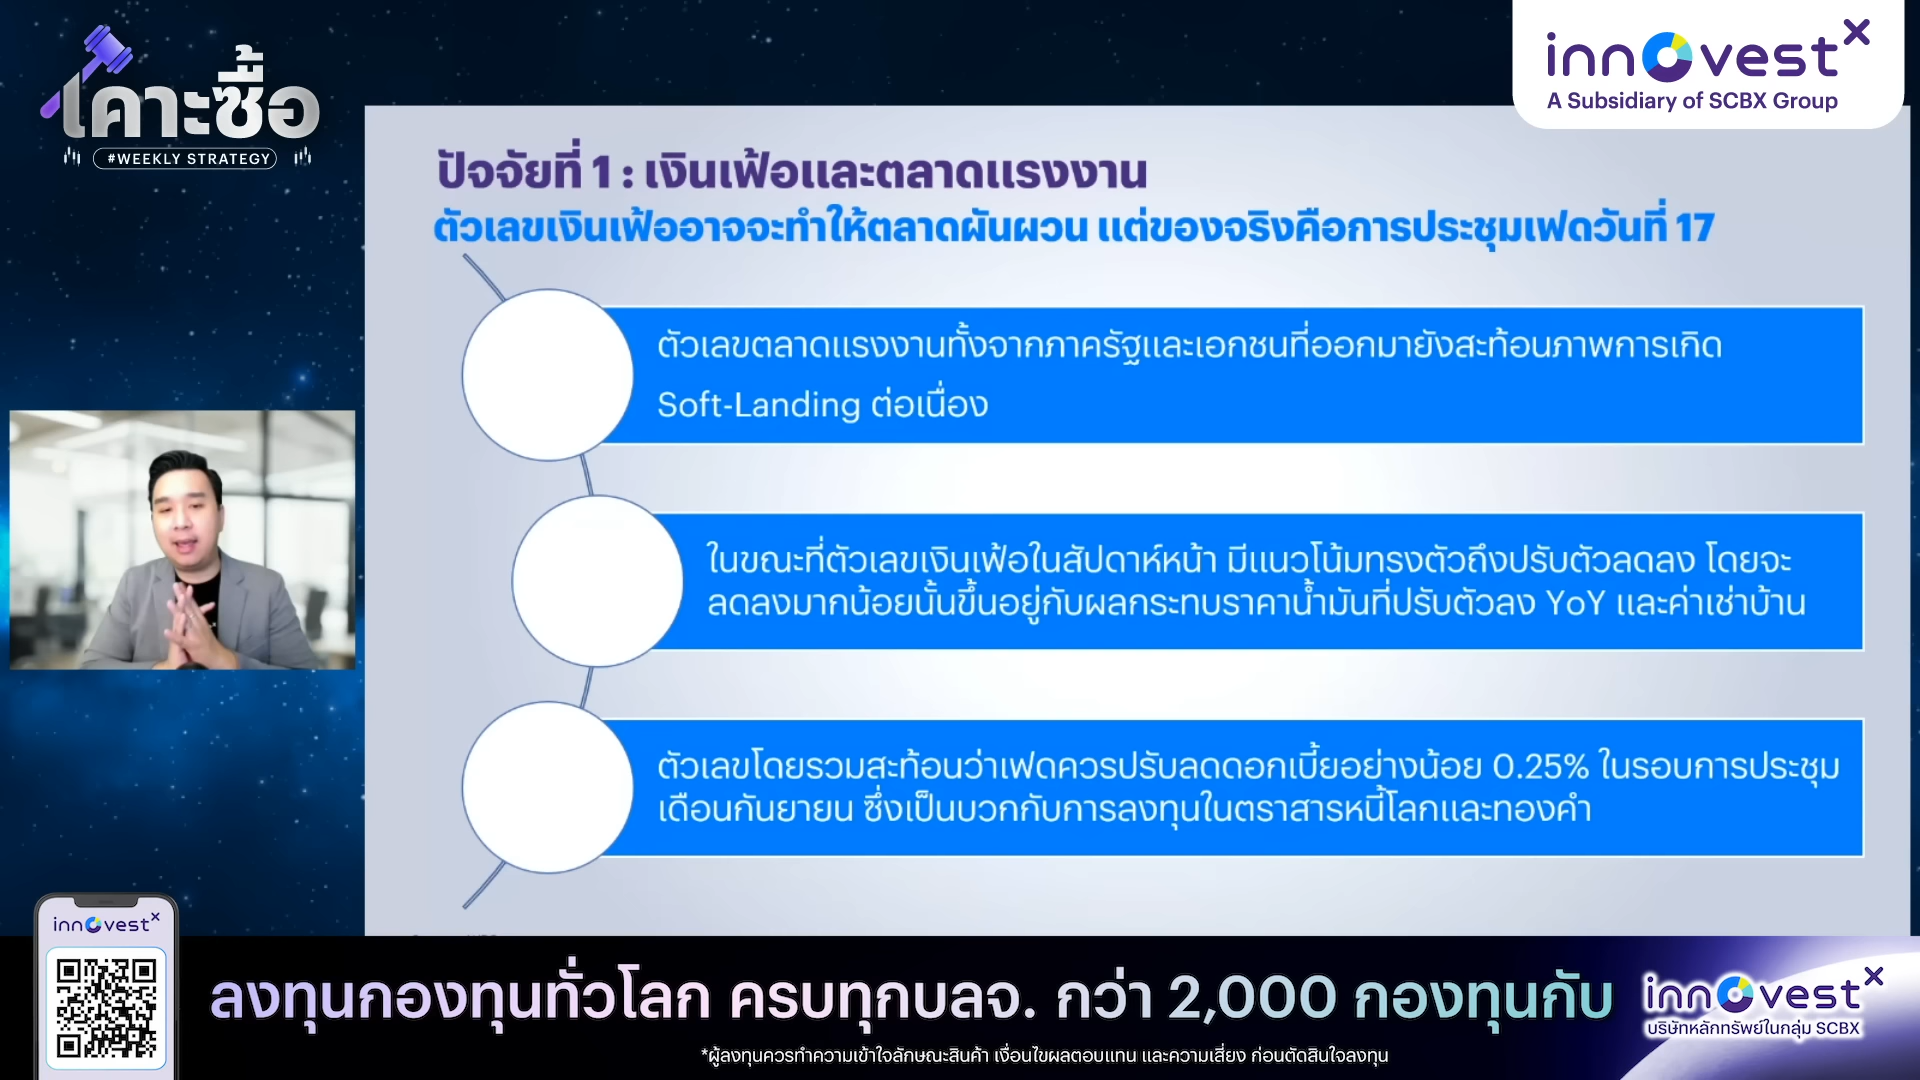 เคาะซื้อ
#WEEKLY STRATEGY
innovestX
A Subsidiary of SCBX Group
ปัจจัยที่ 1 : เงินเฟ้อและตลาดแรงงาน
ตัวเลขเงินเฟ้ออาจจะทำให้ตลาดผันผวน แต่ของจริงคือการประชุมเฟดวันที่ 17
ตัวเลขตลาดแรงงานทั้งจากภาครัฐและเอกชนที่ออกมายังสะท้อนภาพการเกิด
Soft-Landing ต่อเนื่อง
ในขณะที่ตัวเลขเงินเฟ้อในสัปดาห์หน้า มีแนวโน้มทรงตัวถึงปรับตัวลดลง โดยจะ
ลดลงมากน้อยนั้นขึ้นอยู่กับผลกระทบราคาน้ำมันที่ปรับตัวลง YoY และค่าเช่าบ้าน
ตัวเลขโดยรวมสะท้อนว่าเฟดควรปรับลดดอกเบี้ยอย่างน้อย 0.25% ในรอบการประชุม
เดือนกันยายน ซึ่งเป็นบวกกับการลงทุนในตราสารหนี้โลกและทองคำ
innovestX
ลงทุนกองทุนทั่วโลก ครบทุกบลจ. กว่า 2,000 กองทุนกับ
innovestX
บริษัทหลักทรัพย์ในกลุ่ม SCBX
*ผู้ลงทุนควรทำความเข้าใจลักษณะสินค้า เงื่อนไขผลตอบแทน และความเสี่ยง ก่อนตัดสินใจลงทุน